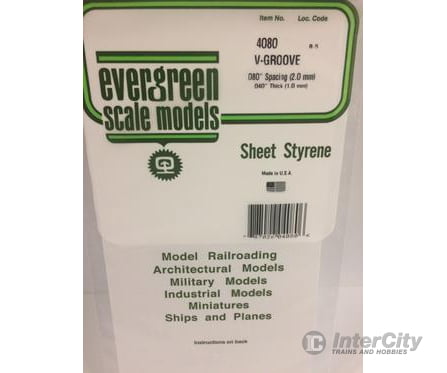 Item No. Loc. Code
4080
V-GROOVE
.080" Spacing (2.0 mm)
.040" Thick (1.0 mm)
evergreen
scale models
Sheet Styrene
Made in U.S.A.
Model Railroading
Architectural Models
Military Models
Industrial Models
Miniatures
Ships and Planes
Instructions on back
IC InterCity
TRAINS AND HOBBIES